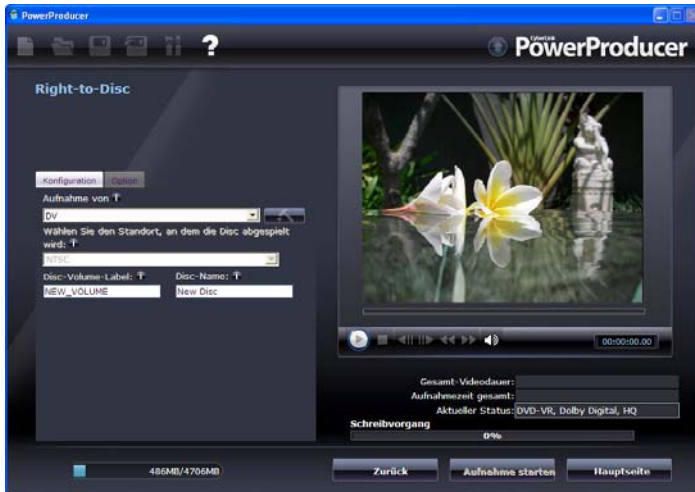 PowerProducer
?
CyberLink
PowerProducer
Right-to-Disc
Konfiguration Option
Aufnahme von
DV
Wählen Sie den Standort, an dem die Disc abgespielt
wird:
NTSC
Disc-Volume-Label: Disc-Name:
NEW_VOLUME New Disc
00:00:00.00
Gesamt-Videodauer:
Aufnahmezeit gesamt:
Aktueller Status: DVD-VR, Dolby Digital, HQ
Schreibvorgang
0%
486MB/4706MB
Zurück Aufnahme starten Hauptseite